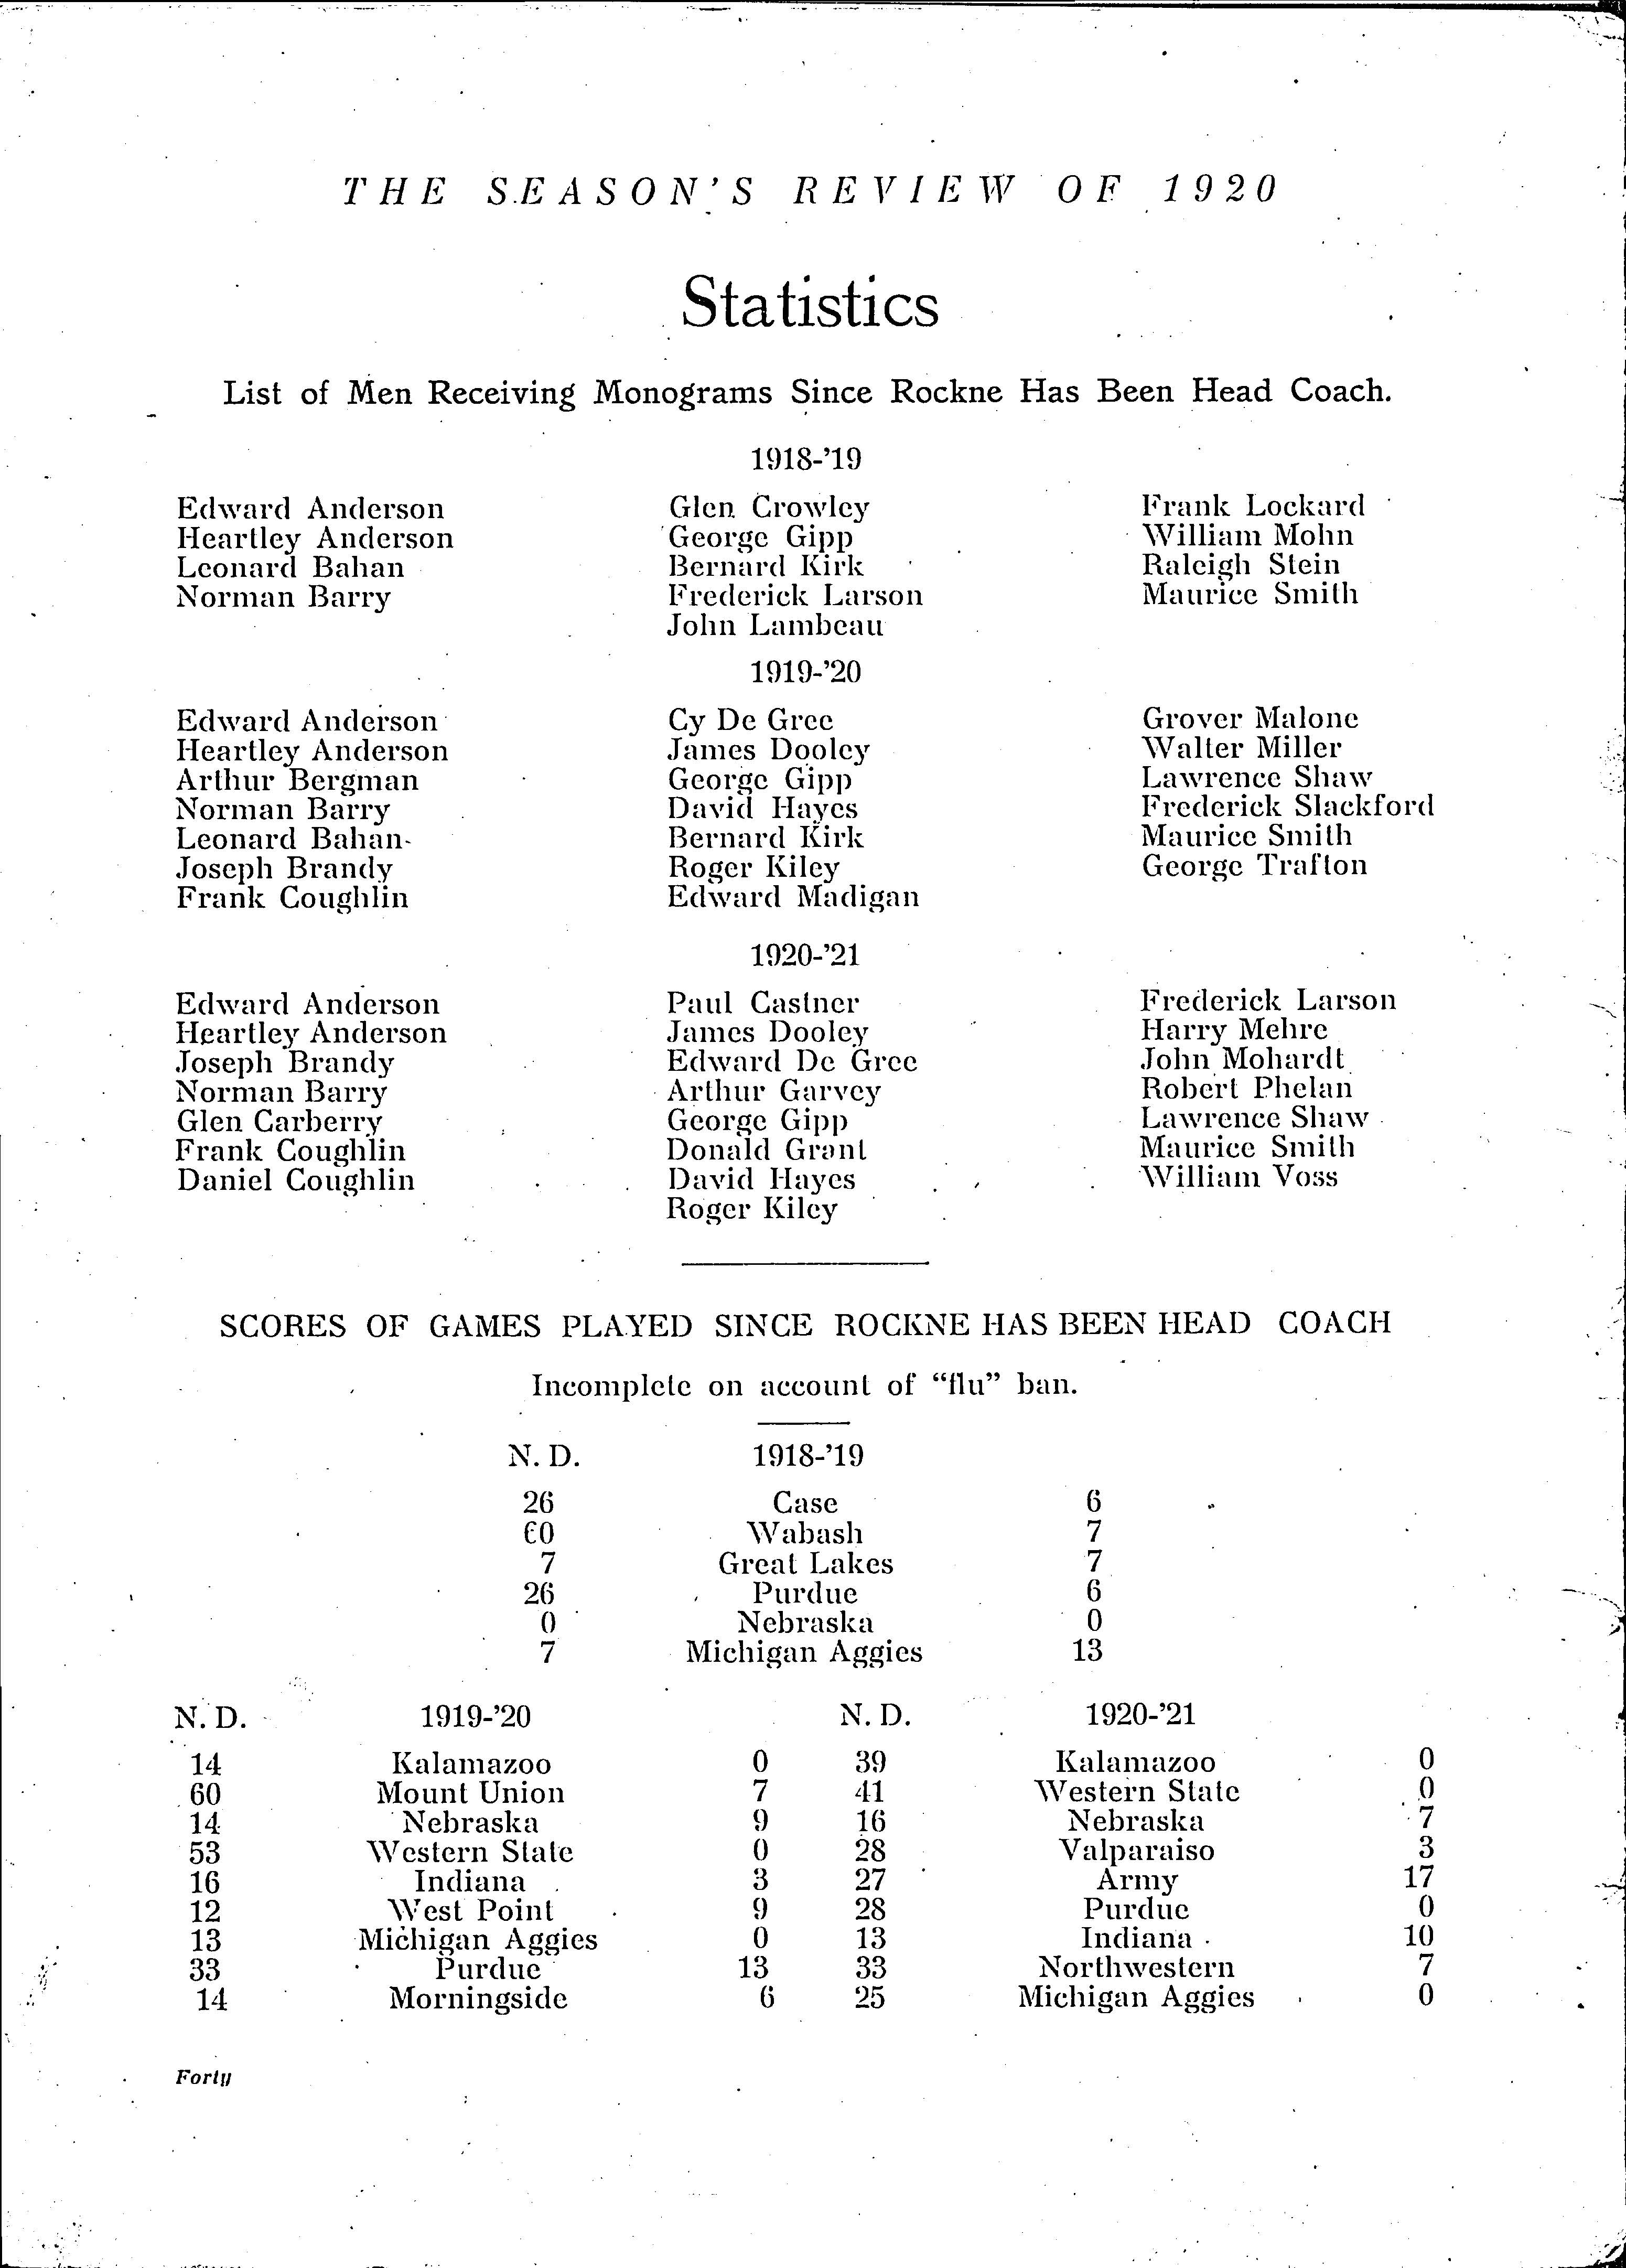 THE SEASON'S REVIEW OF 1920
Statistics
List of Men Receiving Monograms Since Rockne Has Been Head Coach.
1918-'19
Edward Anderson Glen Crowley Frank Lockard
Heartley Anderson George Gipp William Mohn
Leonard Bahan Bernard Kirk Raleigh Stein
Norman Barry Frederick Larson Maurice Smith
John Lambeau
1919-'20
Edward Anderson Cy De Gree Grover Malone
Heartley Anderson James Dooley Walter Miller
Arthur Bergman George Gipp Lawrence Shaw
Norman Barry David Hayes Frederick Slackford
Leonard Bahan Bernard Kirk Maurice Smith
Joseph Brandy Roger Kiley George Trafton
Frank Coughlin Edward Madigan
1920-'21
Edward Anderson Paul Castner Frederick Larson
Heartley Anderson James Dooley Harry Mehre
Joseph Brandy Edward De Gree John Mohardt
Norman Barry Arthur Garvey Robert Phelan
Glen Carberry George Gipp Lawrence Shaw
Frank Coughlin Donald Grant Maurice Smith
Daniel Coughlin David Hayes William Voss
Roger Kiley
SCORES OF GAMES PLAYED SINCE ROCKNE HAS BEEN HEAD COACH
Incomplete on account of "flu" ban.
N. D. 1918-'19
26 Case 6
60 Wabash 7
7 Great Lakes 7
26 Purdue 6
0 Nebraska 0
7 Michigan Aggies 13
N. D. 1919-'20 N. D. 1920-'21
14 Kalamazoo 0 39 Kalamazoo 0
60 Mount Union 7 41 Western State 0
14 Nebraska 9 16 Nebraska 7
53 Western State 0 28 Valparaiso 3
16 Indiana 3 27 Army 17
12 West Point 9 28 Purdue 0
13 Michigan Aggies 0 13 Indiana 10
33 Purdue 13 33 Northwestern 7
14 Morningside 6 25 Michigan Aggies 0
Forty